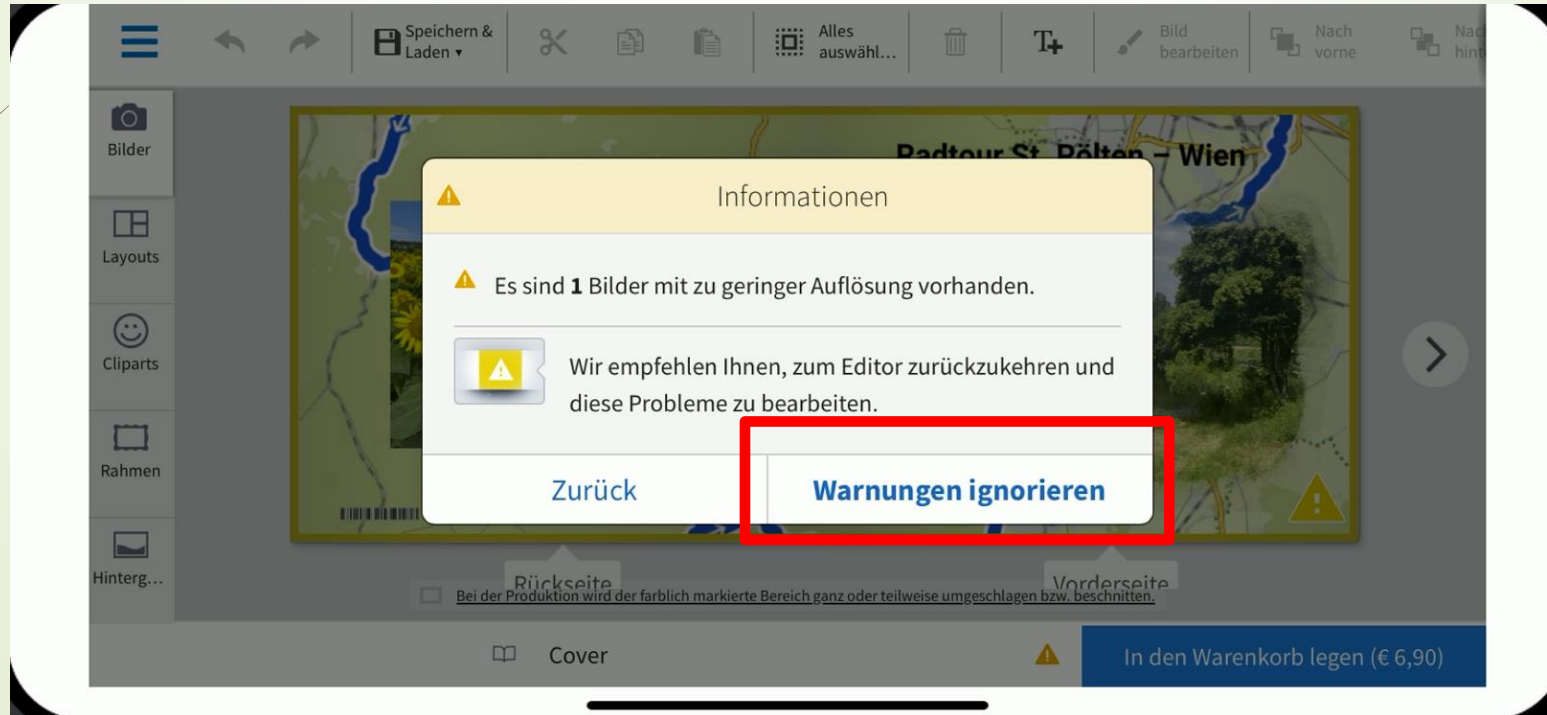 Speichern &
Laden ▾
Alles
auswähl...
T+
Bild
bearbeiten
Nach
vorne
Nach
hint
Bilder
Layouts
Cliparts
Rahmen
Hinterg...
Radtour St. Pölten – Wien
Informationen
Es sind 1 Bilder mit zu geringer Auflösung vorhanden.
Wir empfehlen Ihnen, zum Editor zurückzukehren und
diese Probleme zu bearbeiten.
Zurück
Warnungen ignorieren
Rückseite
Vorderseite
Bei der Produktion wird der farblich markierte Bereich ganz oder teilweise umgeschlagen bzw. beschnitten.
Cover
In den Warenkorb legen (€ 6,90)